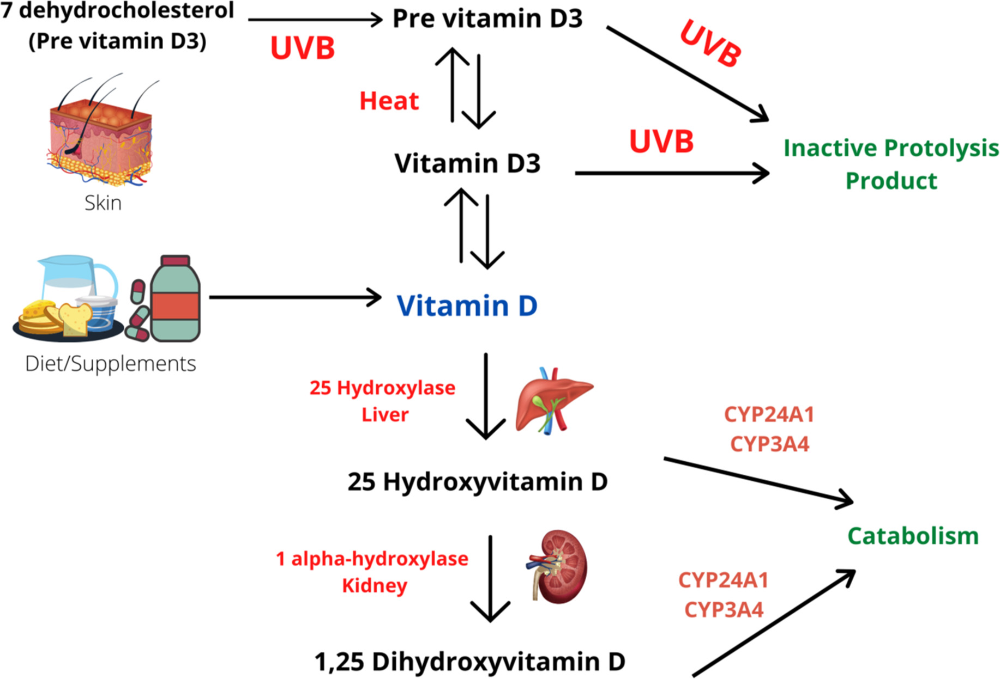 7 dehydrocholesterol
(Pre vitamin D3)
UVB
Pre vitamin D3
UVB
Heat
Skin
Vitamin D3
UVB
Inactive Protolysis
Product
Diet/Supplements
Vitamin D
25 Hydroxylase
Liver
25 Hydroxyvitamin D
CYP24A1
CYP3A4
Catabolism
1 alpha-hydroxylase
Kidney
CYP24A1
CYP3A4
1,25 Dihydroxyvitamin D